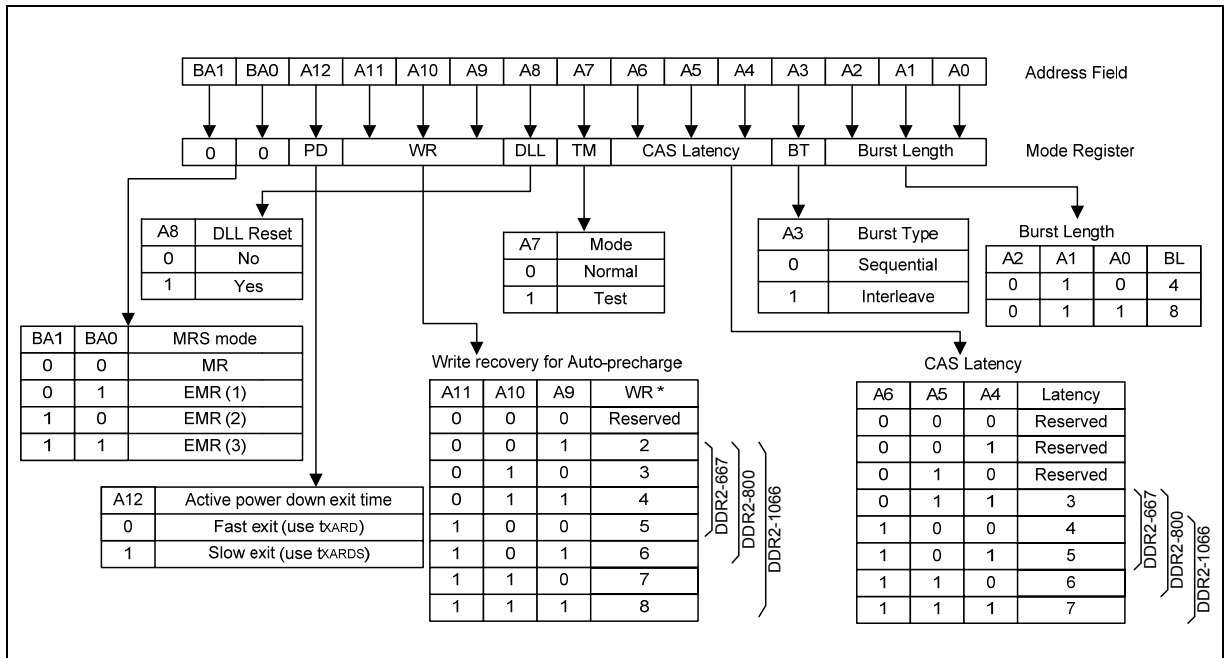 BA1 BA0 A12 A11 A10 A9 A8 A7 A6 A5 A4 A3 A2 A1 A0 Address Field
0 0 PD WR DLL TM CAS Latency BT Burst Length Mode Register
A8 DLL Reset
0 No
1 Yes
A7 Mode
0 Normal
1 Test
A3 Burst Type
0 Sequential
1 Interleave
Burst Length
A2 A1 A0 BL
0 1 0 4
0 1 1 8
BA1 BA0 MRS mode
0 0 MR
0 1 EMR (1)
1 0 EMR (2)
1 1 EMR (3)
A12 Active power down exit time
0 Fast exit (use tXARD)
1 Slow exit (use tXARDS)
Write recovery for Auto-precharge
A11 A10 A9 WR *
0 0 0 Reserved
0 0 1 2
0 1 0 3
0 1 1 4
1 0 0 5
1 0 1 6
1 1 0 7
1 1 1 8
DDR2-667
DDR2-800
DDR2-1066
CAS Latency
A6 A5 A4 Latency
0 0 0 Reserved
0 0 1 Reserved
0 1 0 Reserved
0 1 1 3
1 0 0 4
1 0 1 5
1 1 0 6
1 1 1 7
DDR2-667
DDR2-800
DDR2-1066